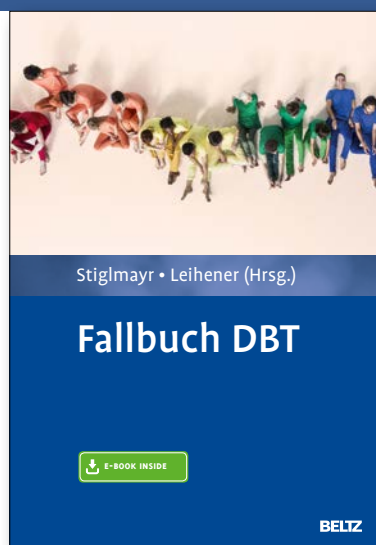 Stiglmayr • Leihener (Hrsg.)
Fallbuch DBT
E-BOOK INSIDE
BELTZ